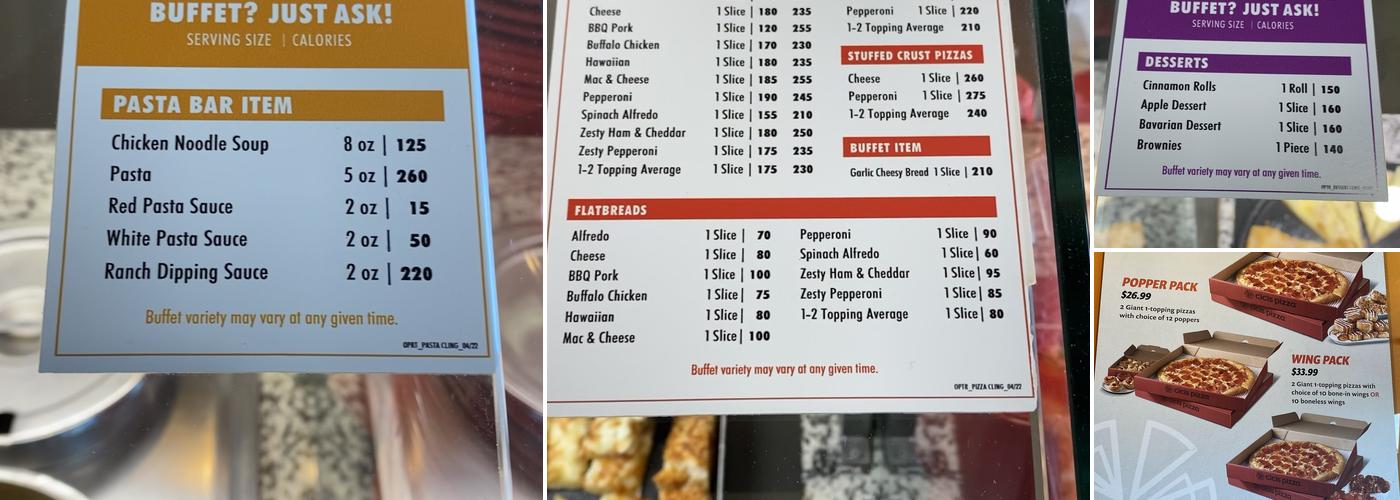 BUFFET? JUST ASK!
SERVING SIZE | CALORIES
PASTA BAR ITEM
Chicken Noodle Soup 8 oz | 125
Pasta 5 oz | 260
Red Pasta Sauce 2 oz | 15
White Pasta Sauce 2 oz | 50
Ranch Dipping Sauce 2 oz | 220
Buffet variety may vary at any given time.
OPRT_PASTA CLING_04/22
Cheese 1 Slice | 180 235
BBQ Pork 1 Slice | 120 255
Buffalo Chicken 1 Slice | 170 230
Hawaiian 1 Slice | 180 235
Mac & Cheese 1 Slice | 185 255
Pepperoni 1 Slice | 190 245
Spinach Alfredo 1 Slice | 155 210
Zesty Ham & Cheddar 1 Slice | 180 250
Zesty Pepperoni 1 Slice | 175 235
1-2 Topping Average 1 Slice | 175 230
Pepperoni 1 Slice | 220
1-2 Topping Average 210
STUFFED CRUST PIZZAS
Cheese 1 Slice | 260
Pepperoni 1 Slice | 275
1-2 Topping Average 240
BUFFET ITEM
Garlic Cheesy Bread 1 Slice | 210
FLATBREADS
Alfredo 1 Slice | 70
Cheese 1 Slice | 80
BBQ Pork 1 Slice | 100
Buffalo Chicken 1 Slice | 75
Hawaiian 1 Slice | 80
Mac & Cheese 1 Slice | 100
Pepperoni 1 Slice | 90
Spinach Alfredo 1 Slice | 60
Zesty Ham & Cheddar 1 Slice | 95
Zesty Pepperoni 1 Slice | 85
1-2 Topping Average 1 Slice | 80
Buffet variety may vary at any given time.
OPTR_PIZZA CLING_04/22
BUFFET? JUST ASK!
SERVING SIZE | CALORIES
DESSERTS
Cinnamon Rolls 1 Roll | 150
Apple Dessert 1 Slice | 160
Bavarian Dessert 1 Slice | 160
Brownies 1 Piece | 140
Buffet variety may vary at any given time.
POPPER PACK
$26.99
2 Giant 1-topping pizzas
with choice of 12 poppers
cicis pizza
cicis pizza
WING PACK
$33.99
2 Giant 1-topping pizzas with
choice of 10 bone-in wings OR
10 boneless wings
cicis pizza
cicis pizza
cicis pizza